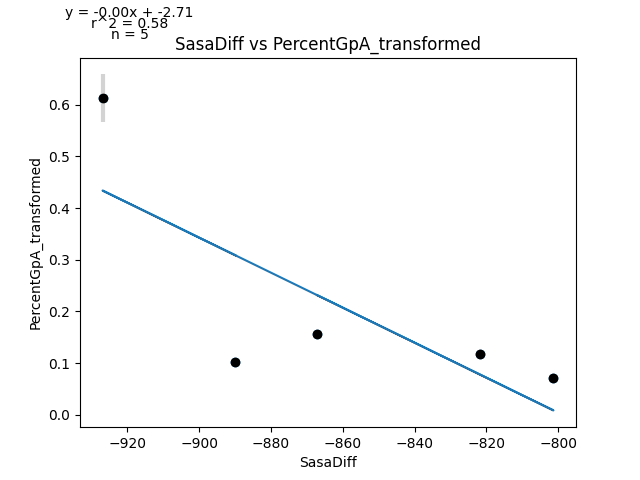 y = -0.00x + -2.71
r^2 = 0.58
n = 5
SasaDiff vs PercentGpA_transformed
PercentGpA_transformed
0.6
0.5
0.4
0.3
0.2
0.1
0.0
−920
−900
−880
−860
−840
−820
−800
SasaDiff